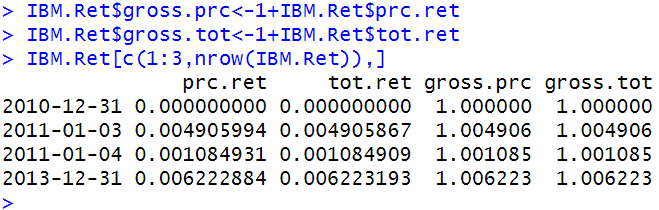 > IBM.Ret$gross.prc<-1+IBM.Ret$prc.ret
> IBM.Ret$gross.tot<-1+IBM.Ret$tot.ret
> IBM.Ret[c(1:3,nrow(IBM.Ret)),]
prc.ret tot.ret gross.prc gross.tot
2010-12-31 0.000000000 0.000000000 1.000000 1.000000
2011-01-03 0.004905994 0.004905867 1.004906 1.004906
2011-01-04 0.001084931 0.001084909 1.001085 1.001085
2013-12-31 0.006222884 0.006223193 1.006223 1.006223
>